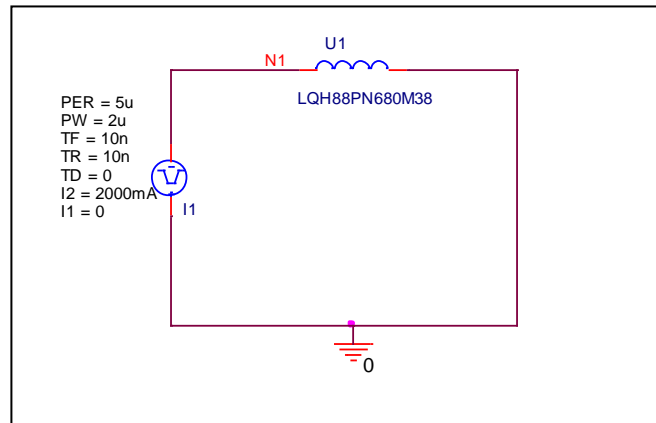 U1
N1
LQH88PN680M38
PER = 5u
PW = 2u
TF = 10n
TR = 10n
TD = 0
I2 = 2000mA
I1 = 0
I1
0